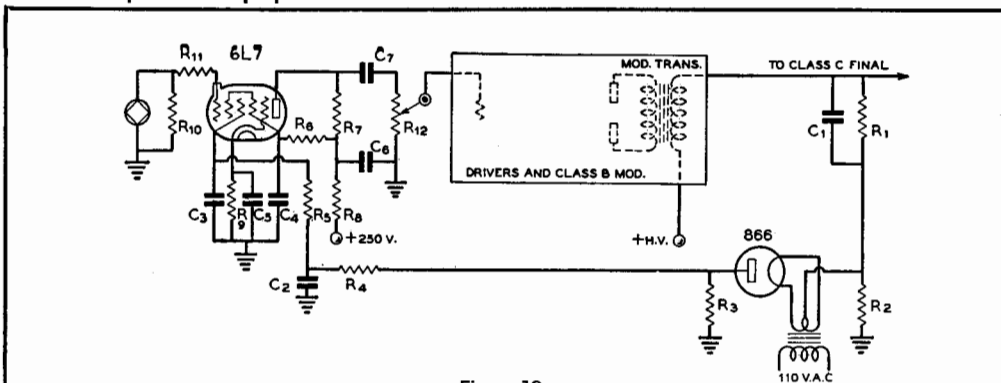 R11
6L7
C7
MOD. TRANS.
TO CLASS C FINAL
R10
R6
R7
R12
C1
R1
C6
DRIVERS AND CLASS B MOD.
C3
R9
C5
C4
R5
R8
+250 V.
+H.V.
866
C2
R4
R3
R2
110 V.A.C